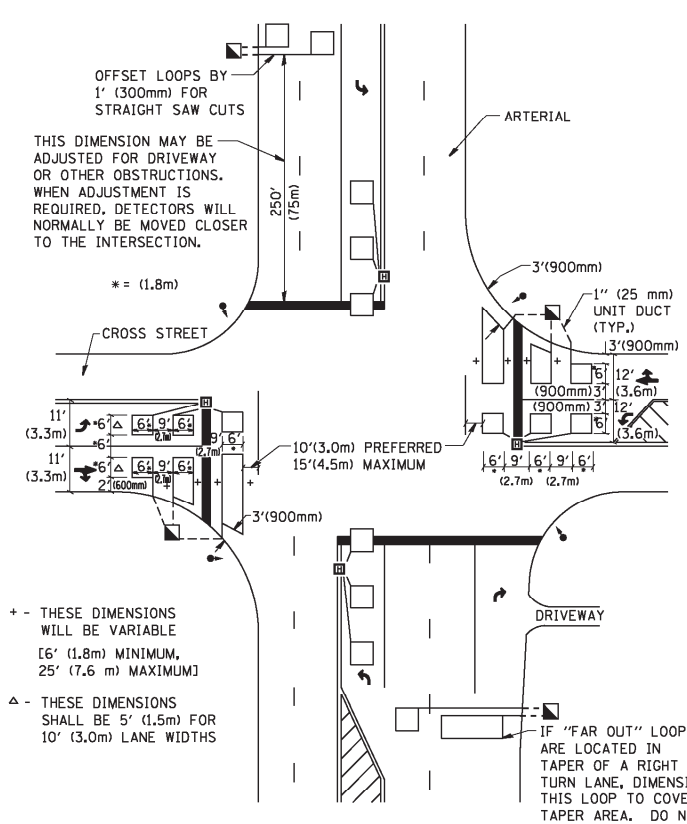 OFFSET LOOPS BY
1' (300mm) FOR
STRAIGHT SAW CUTS
THIS DIMENSION MAY BE
ADJUSTED FOR DRIVEWAY
OR OTHER OBSTRUCTIONS.
WHEN ADJUSTMENT IS
REQUIRED, DETECTORS WILL
NORMALLY BE MOVED CLOSER
TO THE INTERSECTION.
* = (1.8m)
250'
(75m)
ARTERIAL
H
3'(900mm)
1" (25 mm)
UNIT DUCT
(TYP.)
3'(900mm)
CROSS STREET
H
11'
(3.3m)
*6'
△
6'*
9'
6'*
(2.7m)
*6'
9'
6'
*
(2.7m)
11'
(3.3m)
*6'
△
6'*
9'
6'*
(2.7m)
2'
(600mm)
+
+
+
3'(900mm)
10'(3.0m) PREFERRED
15'(4.5m) MAXIMUM
+
+
+
+
*6'
12'
(3.6m)
(900mm) 3'
(900mm) 3'
12'
(3.6m)
*6'
H
6'
9'
6'
9'
6'
*
*
*
(2.7m)
(2.7m)
H
DRIVEWAY
+ - THESE DIMENSIONS
WILL BE VARIABLE
[6' (1.8m) MINIMUM,
25' (7.6 m) MAXIMUM]
△ - THESE DIMENSIONS
SHALL BE 5' (1.5m) FOR
10' (3.0m) LANE WIDTHS
IF "FAR OUT" LOOP
ARE LOCATED IN
TAPER OF A RIGHT
TURN LANE, DIMENSI
THIS LOOP TO COVE
TAPER AREA. DO N